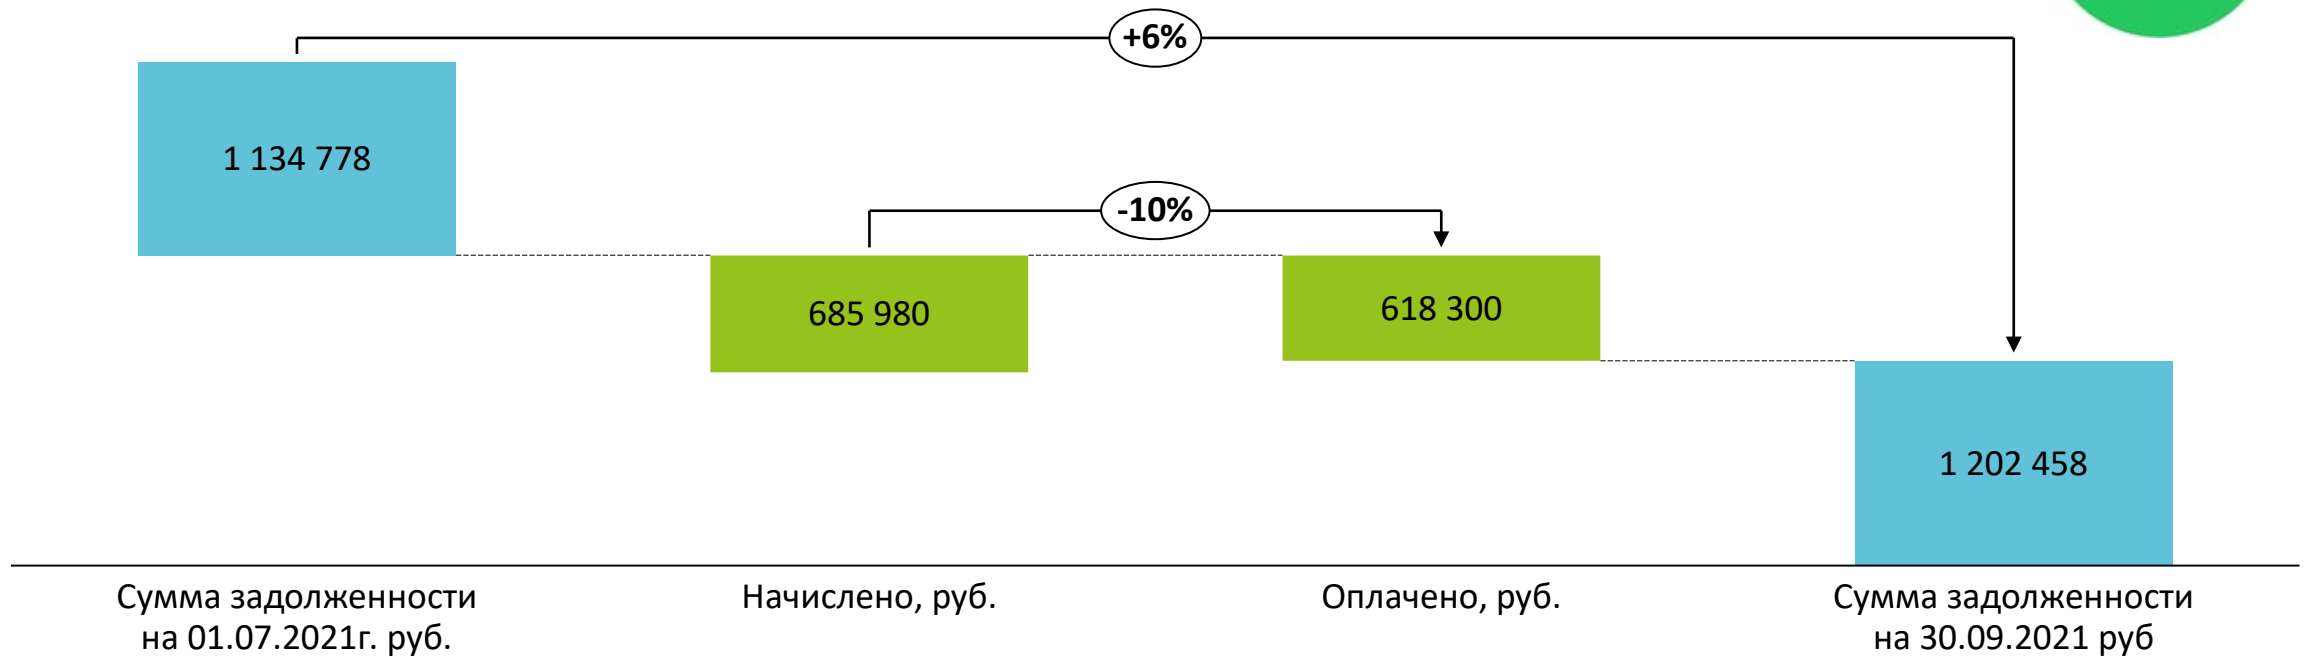 +6%
1 134 778
-10%
685 980
618 300
1 202 458
Сумма задолженности
на 01.07.2021г. руб.
Начислено, руб.
Оплачено, руб.
Сумма задолженности
на 30.09.2021 руб